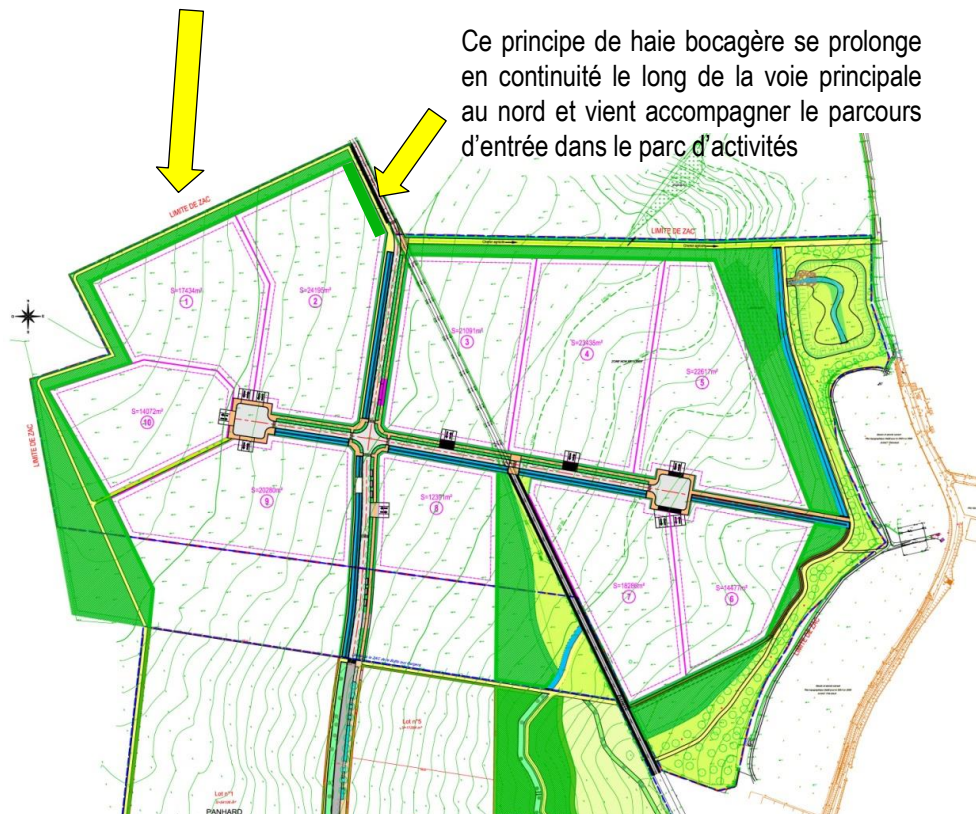 Ce principe de haie bocagère se prolonge
en continuité le long de la voie principale
au nord et vient accompagner le parcours
d'entrée dans le parc d'activités
LIMITE DE ZAC
LIMITE DE ZAC
S=17434m²
1
S=24195m²
2
S=21091m²
3
S=23435m²
4
S=22617m²
5
S=14072m²
10
LIMITE DE ZAC
S=20280m²
9
S=12391m²
8
S=18286m²
7
S=14477m²
6
Lot n°5
Lot n°1
PANHARD